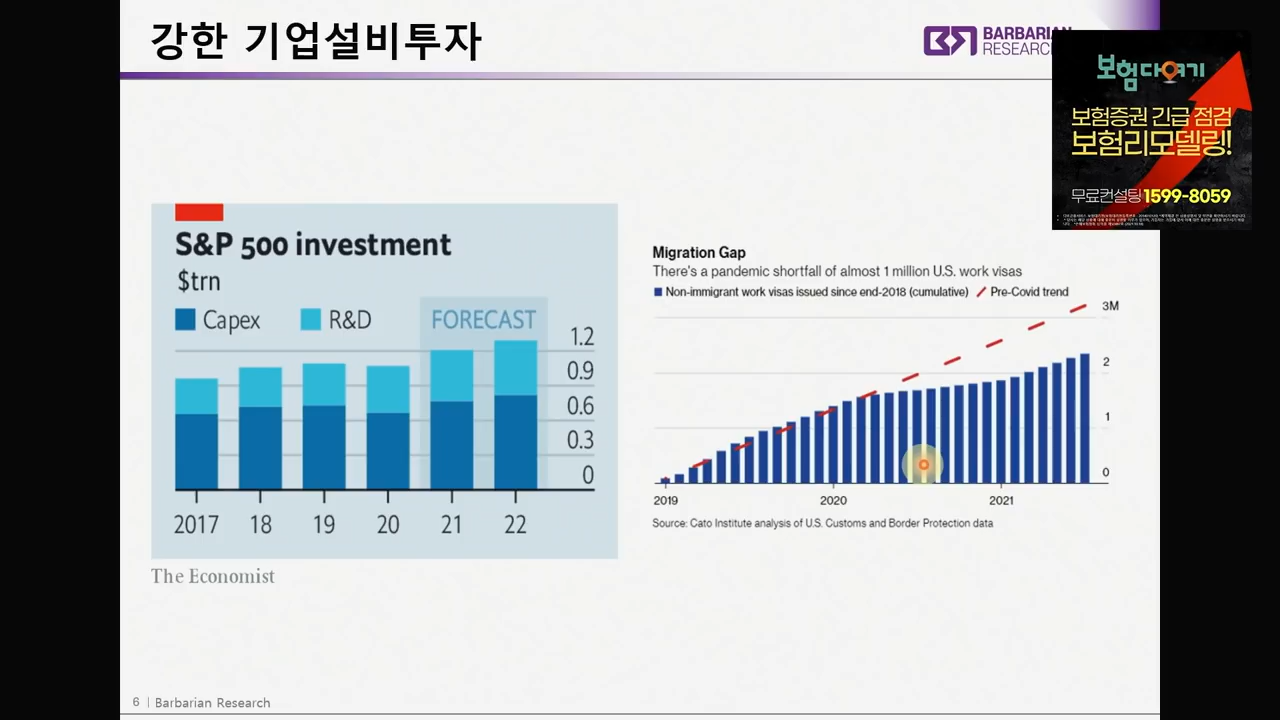 강한 기업설비투자
BARBARIAN
RESEARCH
보험다여기
보험증권 긴급 점검
보험리모델링!
무료컨설팅 1599-8059
S&P 500 investment
$trn
Capex
R&D
FORECAST
1.2
0.9
0.6
0.3
0
2017
18
19
20
21
22
The Economist
Migration Gap
There's a pandemic shortfall of almost 1 million U.S. work visas
Non-immigrant work visas issued since end-2018 (cumulative)
Pre-Covid trend
3M
2
1
0
2019
2020
2021
Source: Cato Institute analysis of U.S. Customs and Border Protection data
6 | Barbarian Research